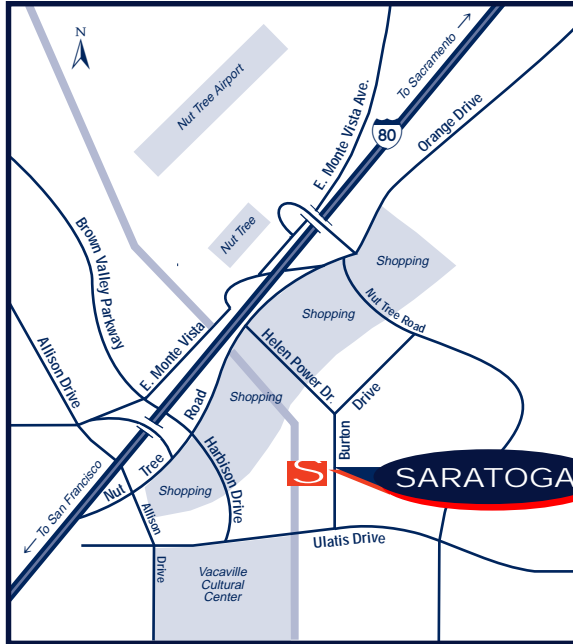 N
To Sacramento
Nut Tree Airport
E. Monte Vista Ave.
80
Orange Drive
Nut Tree
Brown Valley
Parkway
Shopping
Nut Tree Road
Shopping
E. Monte Vista
Allison Drive
Helen Power Dr.
Shopping
Burton
Drive
Nut Tree Road
Harbison Drive
To San Francisco
Shopping
S
SARATOGA
Allison
Drive
Ulatis Drive
Vacaville
Cultural
Center